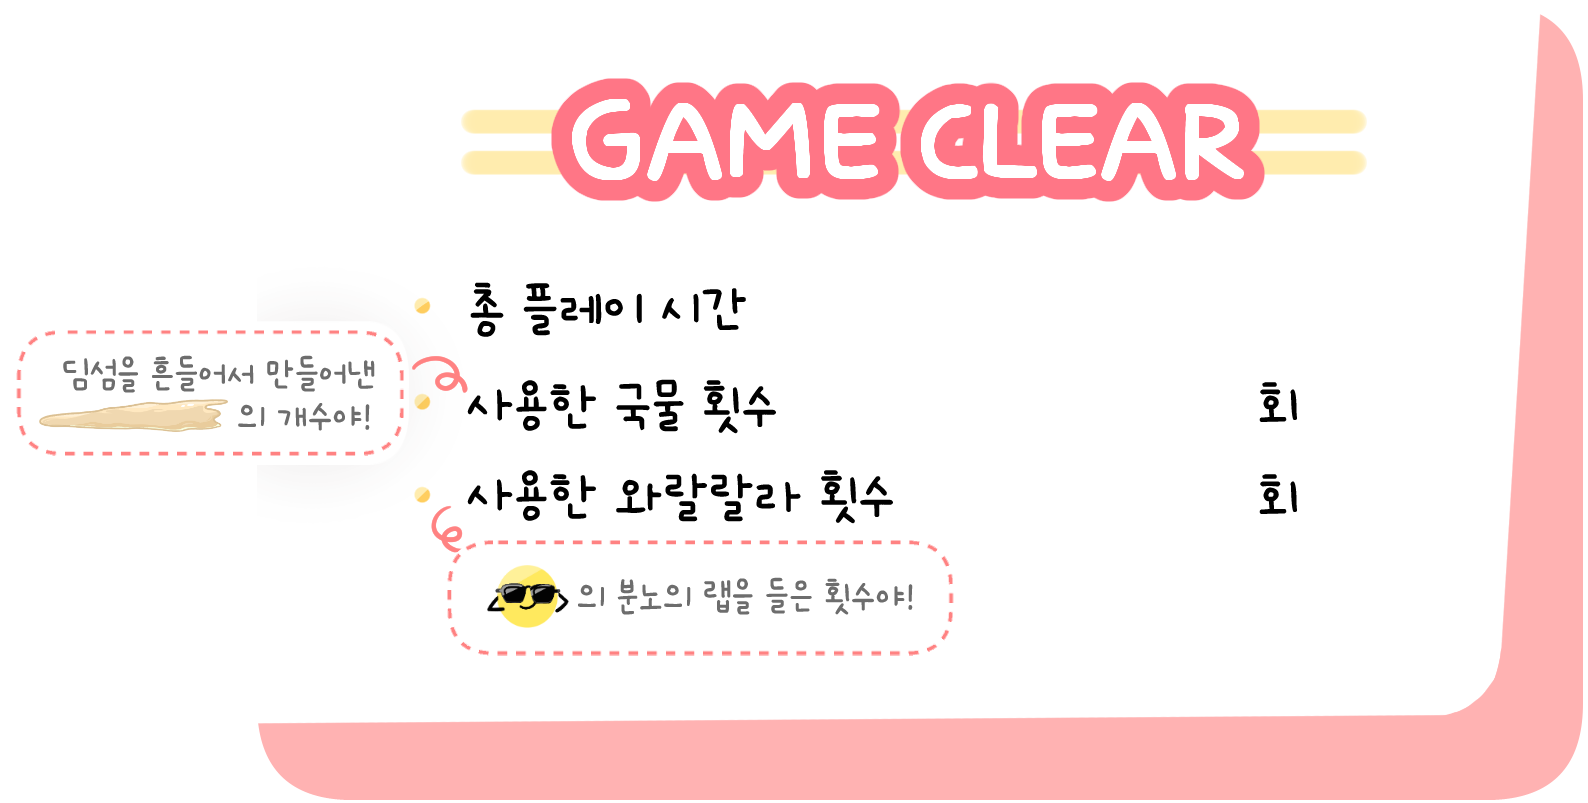 GAME CLEAR
총 플레이 시간
딤섬을 흔들어서 만들어낸
의 개수야!
사용한 국물 횟수 회
사용한 와랄랄라 횟수 회
의 분노의 랩을 들은 횟수야!